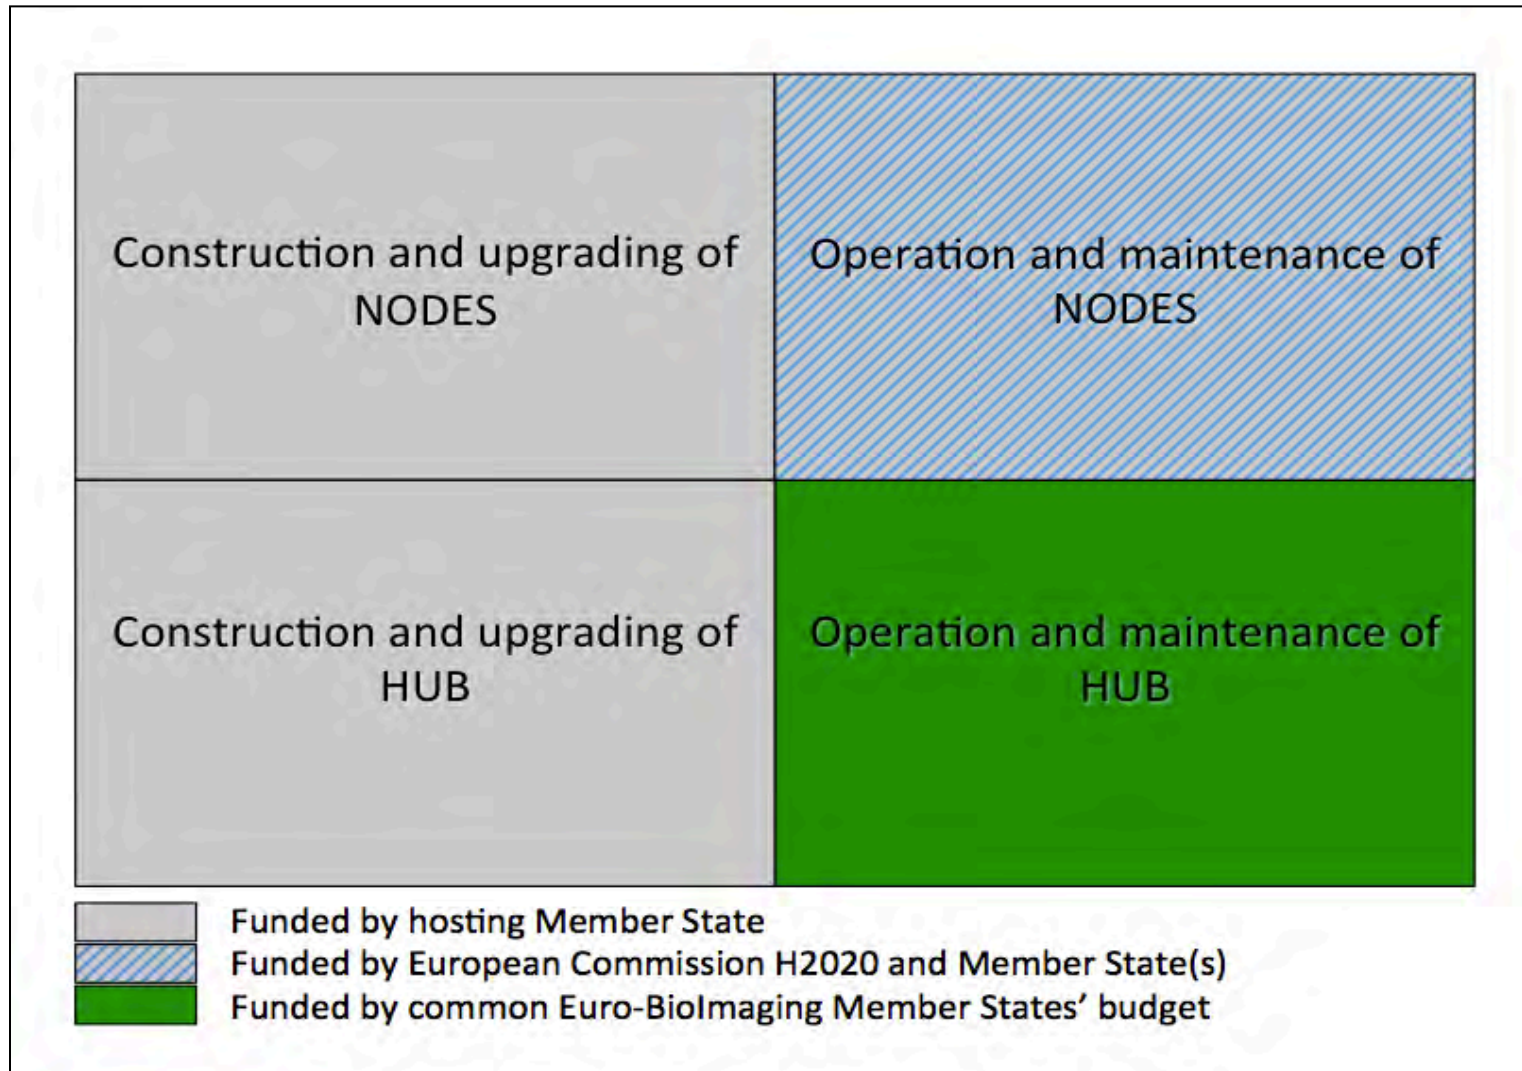 Construction and upgrading of
NODES
Operation and maintenance of
NODES
Construction and upgrading of
HUB
Operation and maintenance of
HUB
Funded by hosting Member State
Funded by European Commission H2020 and Member State(s)
Funded by common Euro-BioImaging Member States’ budget